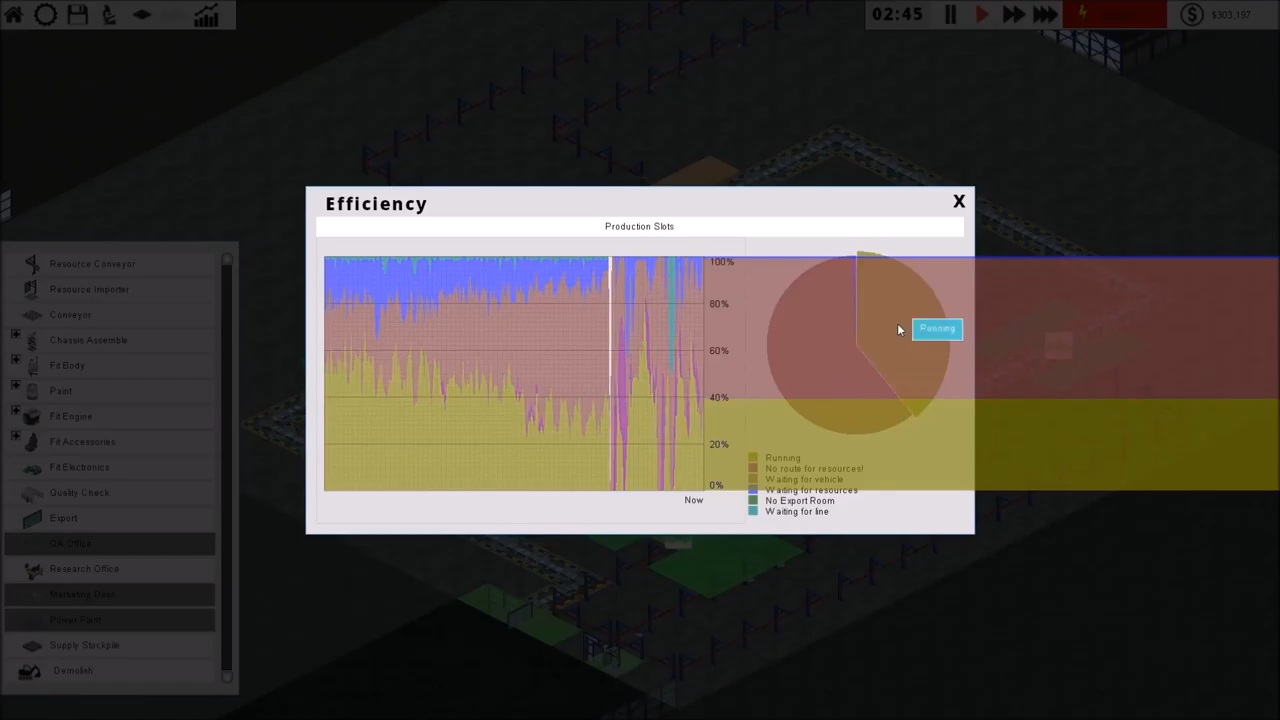 02:45
$303,197
Efficiency
X
Production Slots
100%
80%
60%
40%
20%
0%
Now
Running
Running
No route for resources!
Waiting for vehicle
Waiting for resources
No Export Room
Waiting for line
Resource Conveyor
Resource Importer
Conveyor
Chassis Assemble
Fit Body
Paint
Fit Engine
Fit Accessories
Fit Electronics
Quality Check
Export
QA Office
Research Office
Marketing Dept.
Power Plant
Supply Stockpile
Demolish